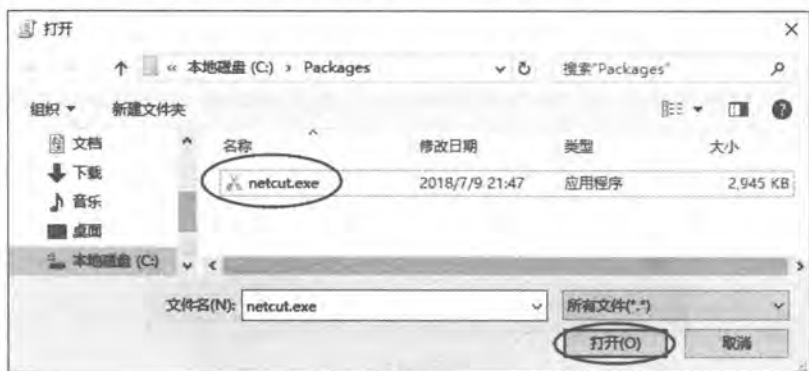 打开
« 本地磁盘 (C:) › Packages
搜索"Packages"
组织 新建文件夹
名称 修改日期 类型 大小
文档
下载
音乐
桌面
本地磁盘 (C:)
netcut.exe 2018/7/9 21:47 应用程序 2,945 KB
文件名(N): netcut.exe 所有文件(*.*)
打开(O) 取消